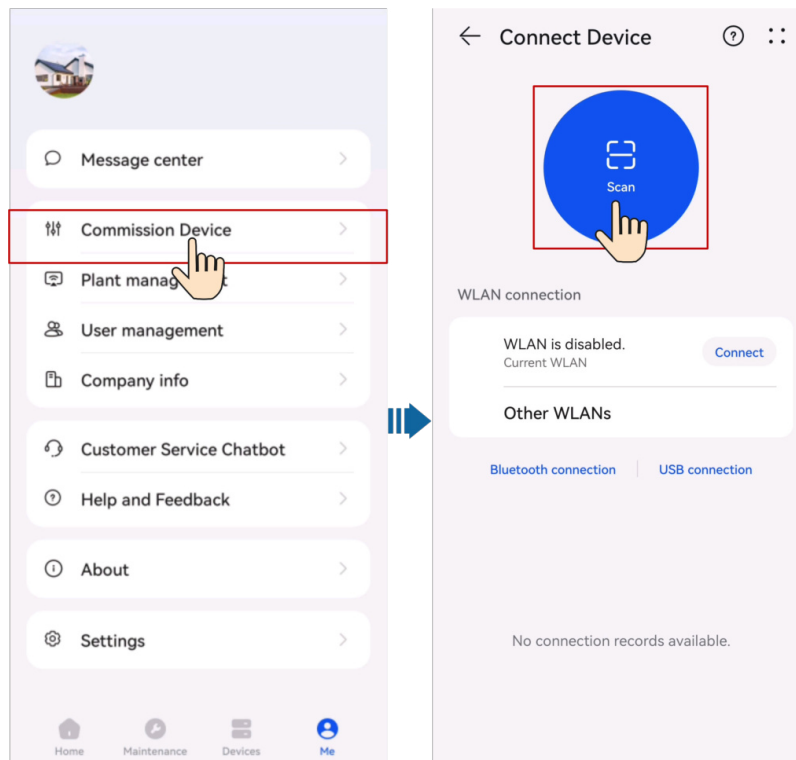 Message center
Commission Device
Plant manag t
User management
Company info
Customer Service Chatbot
Help and Feedback
About
Settings
Home Maintenance Devices Me
Connect Device
Scan
WLAN connection
WLAN is disabled.
Current WLAN
Connect
Other WLANs
Bluetooth connection USB connection
No connection records available.